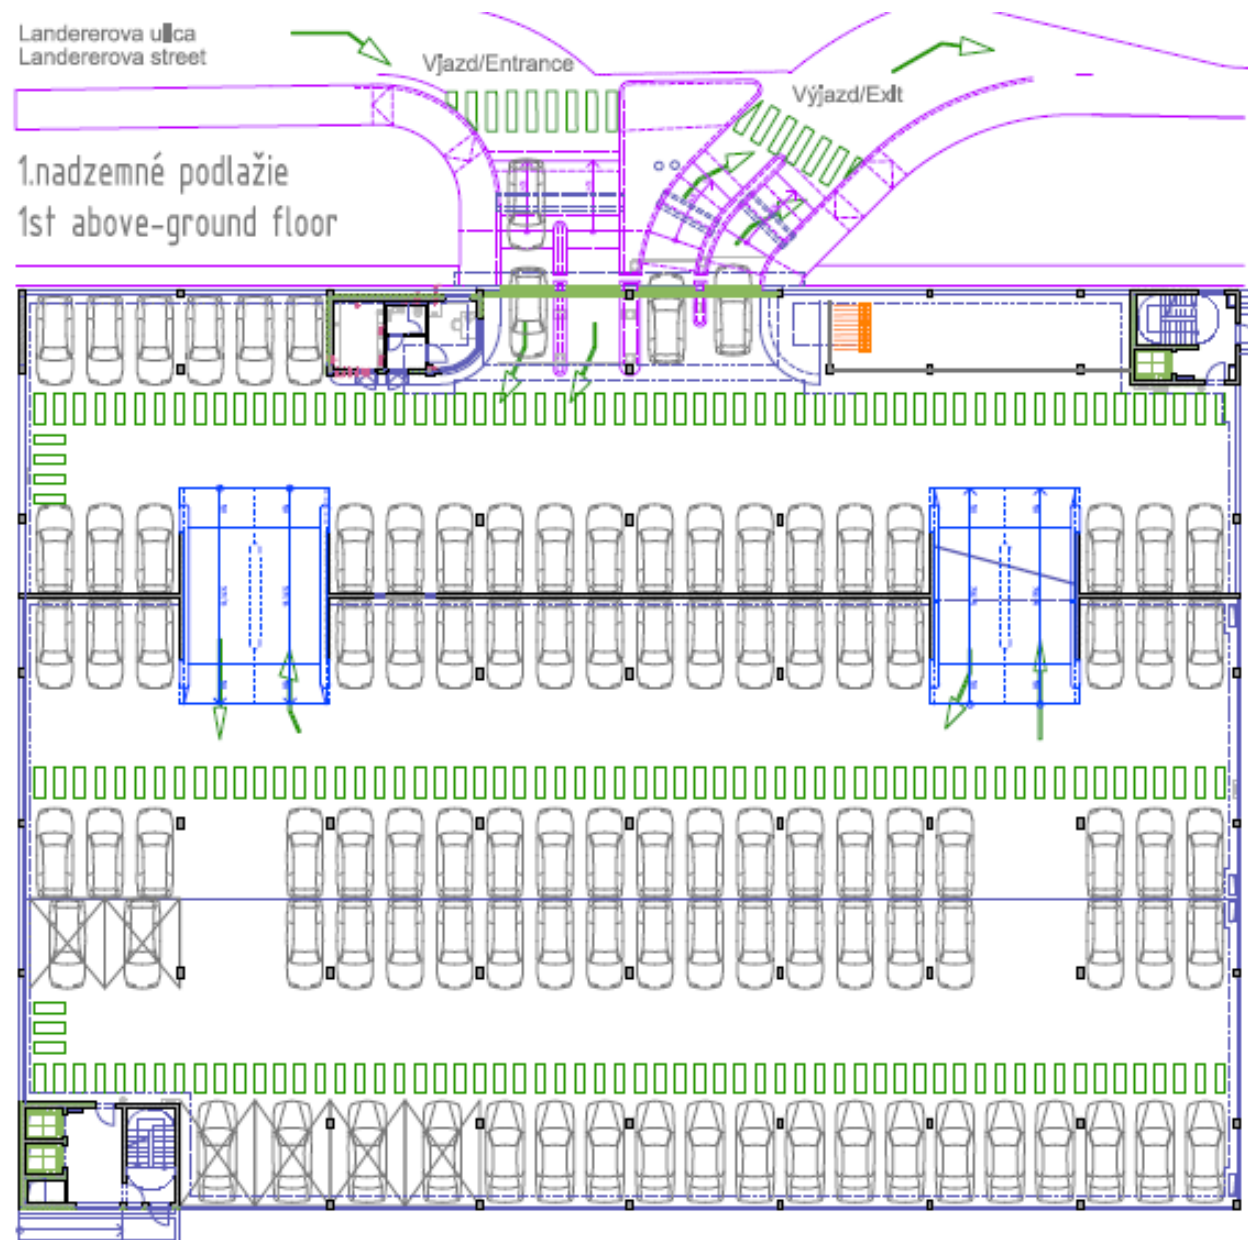 Landererova ulica
Landererova street
Vjazd/Entrance
Výjazd/Exit
1.nadzemné podlažie
1st above-ground floor